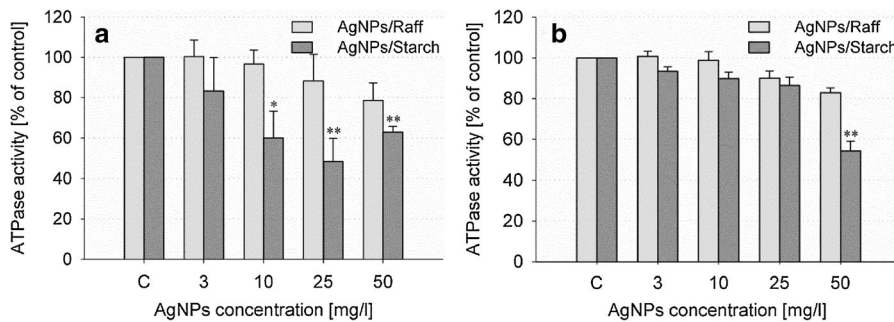 a
AgNPs/Raff
AgNPs/Starch
ATPase activity [% of control]
120
100
80
60
40
20
0
*
**
**
C 3 10 25 50
AgNPs concentration [mg/l]
b
AgNPs/Raff
AgNPs/Starch
ATPase activity [% of control]
120
100
80
60
40
20
0
**
C 3 10 25 50
AgNPs concentration [mg/l]